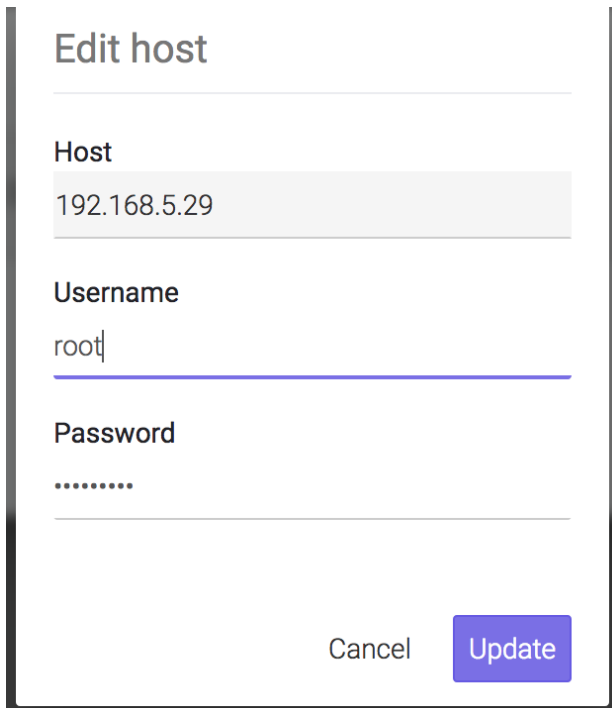 Edit host
Host
192.168.5.29
Username
root
Password
•••••••••
Cancel Update